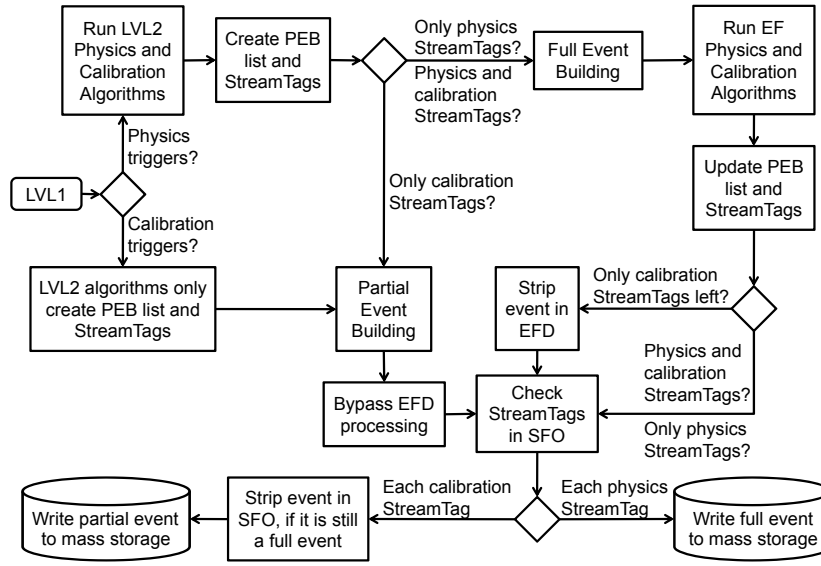 Run LVL2
Physics and
Calibration
Algorithms
Create PEB
list and
StreamTags
Only physics
StreamTags?
Physics and
calibration
StreamTags?
Full Event
Building
Run EF
Physics and
Calibration
Algorithms
Physics
triggers?
LVL1
Calibration
triggers?
Only calibration
StreamTags?
Update PEB
list and
StreamTags
LVL2 algorithms only
create PEB list and
StreamTags
Partial
Event
Building
Strip
event in
EFD
Only calibration
StreamTags left?
Physics and
calibration
StreamTags?
Only physics
StreamTags?
Bypass EFD
processing
Check
StreamTags
in SFO
Write partial event
to mass storage
Strip event in
SFO, if it is still
a full event
Each calibration
StreamTag
Each physics
StreamTag
Write full event
to mass storage